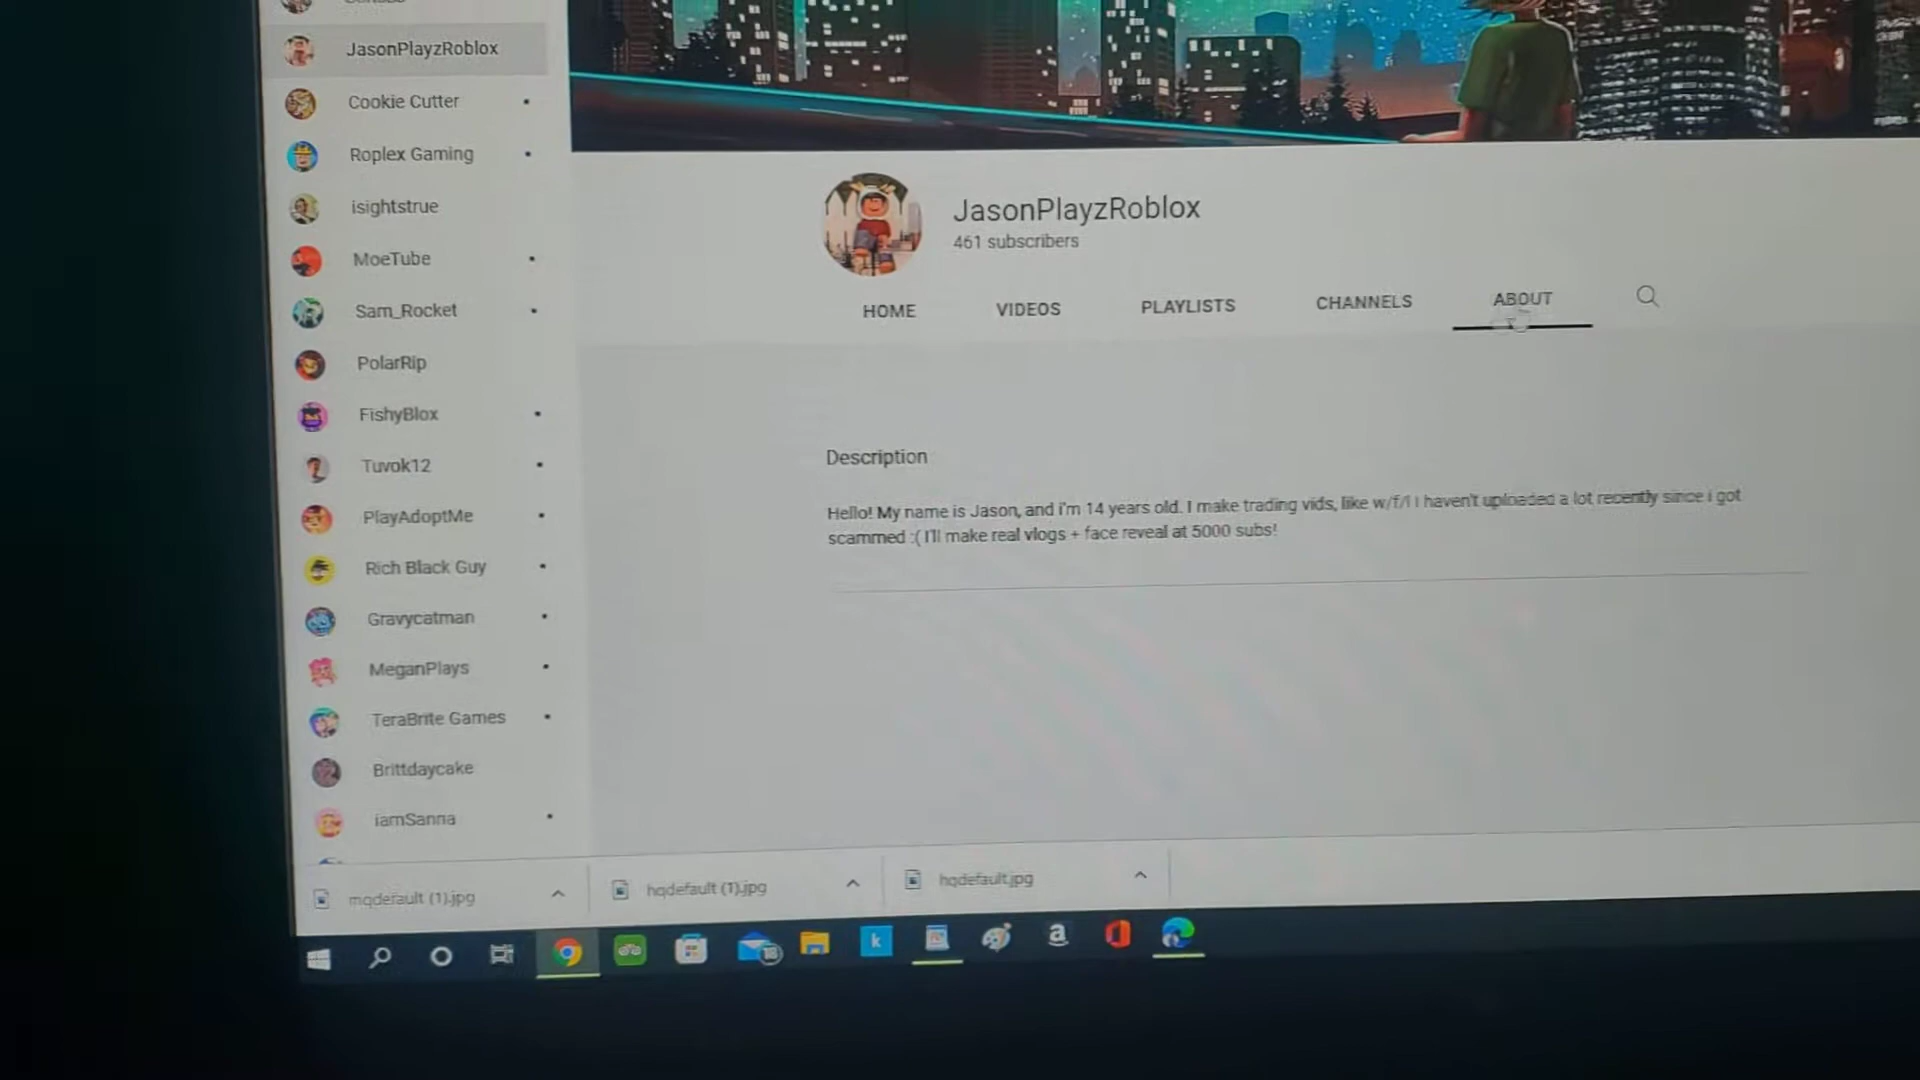 JasonPlayzRoblox
Cookie Cutter
Roplex Gaming
isightstrue
MoeTube
Sam_Rocket
PolarRip
FishyBlox
Tuvok12
PlayAdoptMe
Rich Black Guy
Gravycatman
MeganPlays
TeraBrite Games
Brittdaycake
iamSanna
JasonPlayzRoblox
461 subscribers
HOME VIDEOS PLAYLISTS CHANNELS ABOUT
Description
Hello! My name is Jason, and i'm 14 years old. I make trading vids, like w/f/l I haven't uploaded a lot recently since i got
scammed :( I'll make real vlogs + face reveal at 5000 subs!
mqdefault (1).jpg hqdefault (1).jpg hqdefault.jpg
18 k a